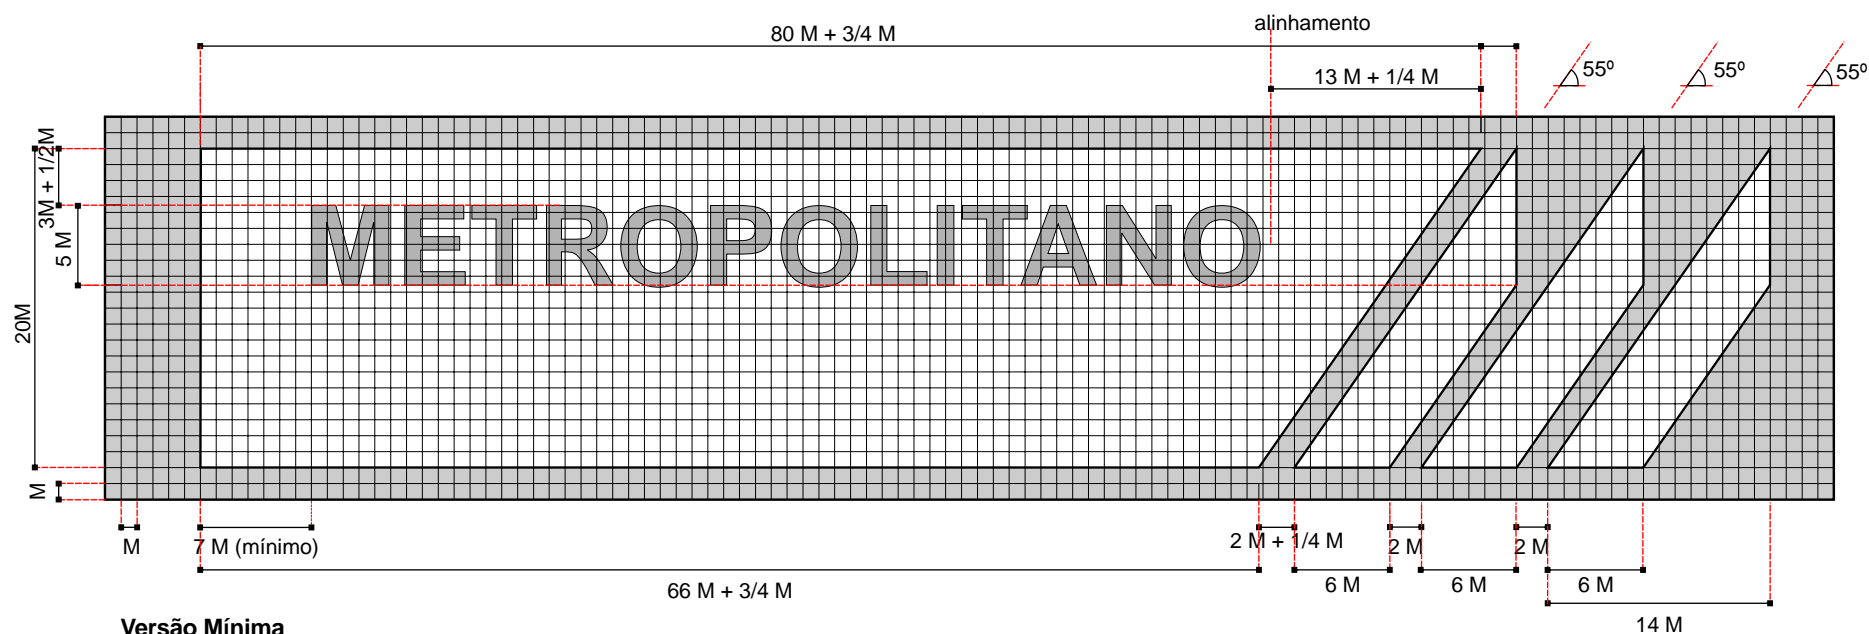 alinhamento
80 M + 3/4 M
13 M + 1/4 M
55º
55º
55º
3M + 1/2M
5 M
20M
M
METROPOLITANO
M
7 M (mínimo)
2 M + 1/4 M
2 M
2 M
66 M + 3/4 M
6 M
6 M
6 M
14 M
Versão Mínima